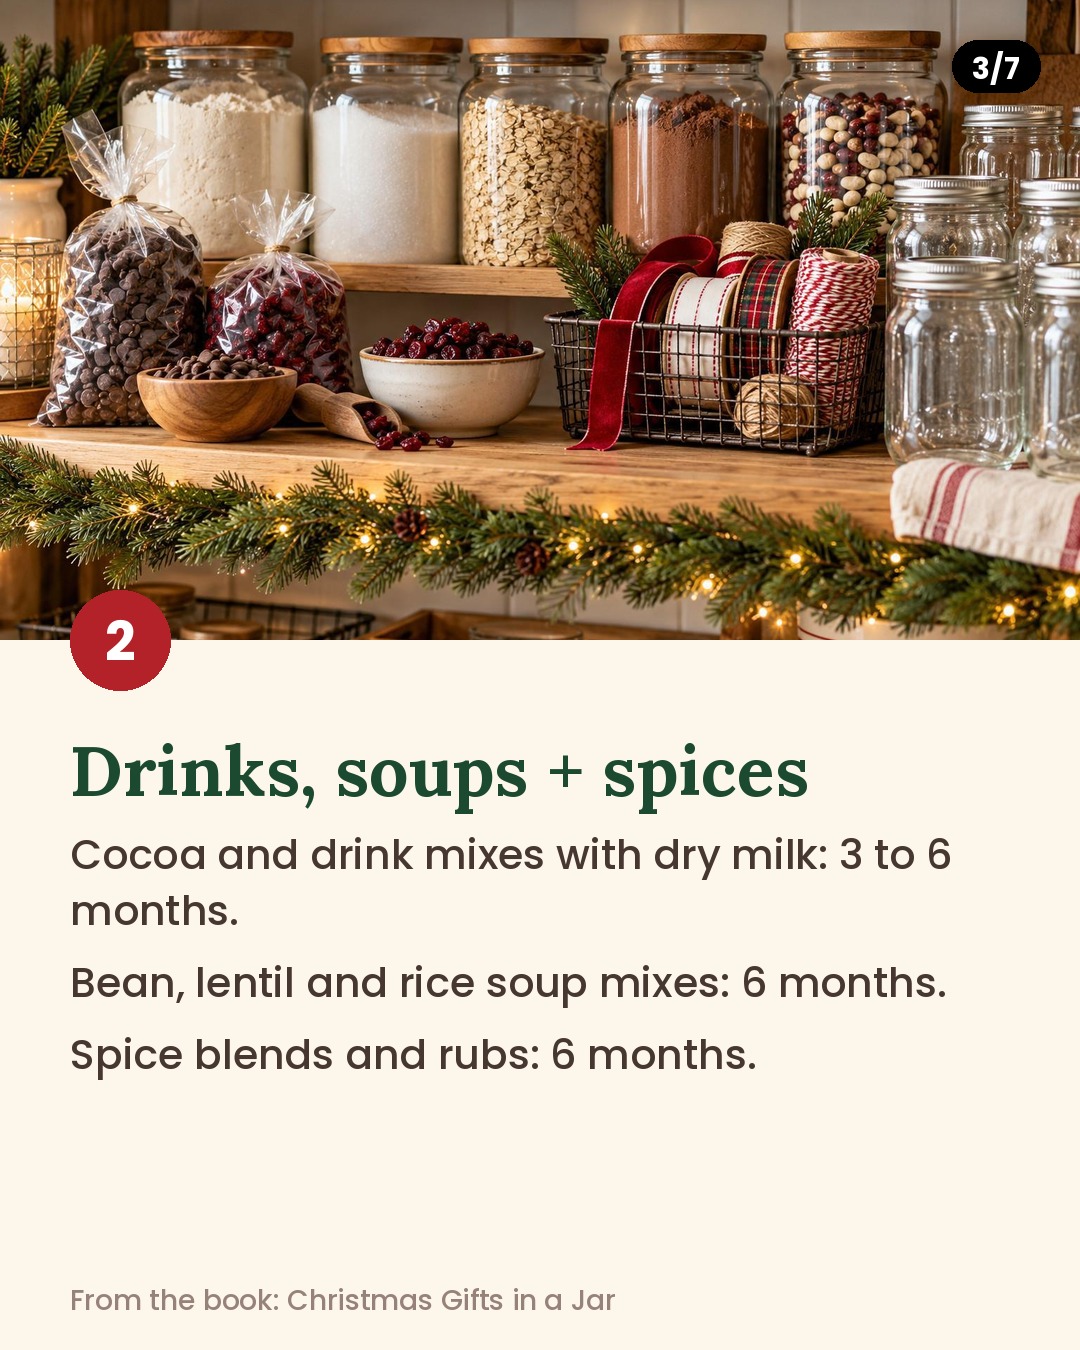 3/7
2
Drinks, soups + spices
Cocoa and drink mixes with dry milk: 3 to 6
months.
Bean, lentil and rice soup mixes: 6 months.
Spice blends and rubs: 6 months.
From the book: Christmas Gifts in a Jar